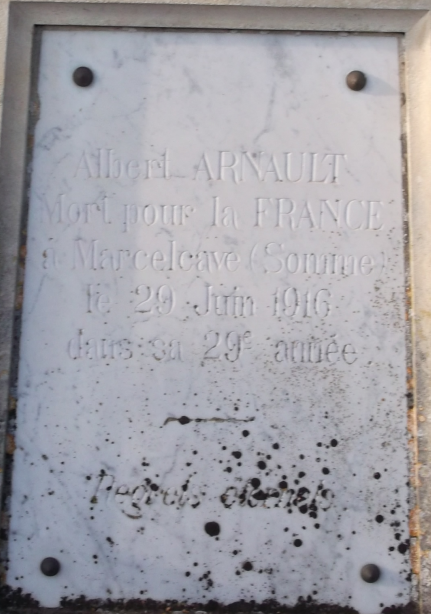 Albert ARNAULT
Mort pour la FRANCE
à Marcelcave (Somme)
le 29 Juin 1916
dans sa 29e année
Regrets éternels